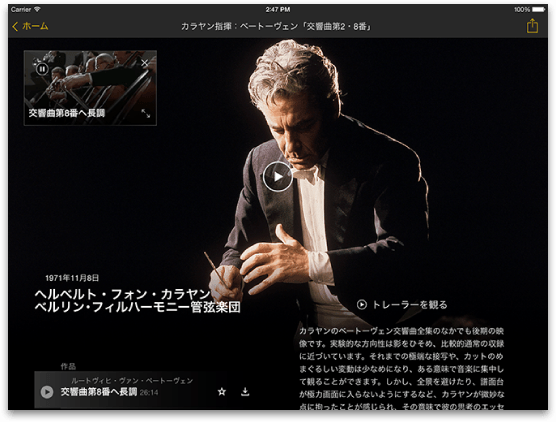 Carrier 2:47 PM 100%
ホーム カラヤン指揮：ベートーヴェン「交響曲第2・8番」
交響曲第8番ヘ長調
1971年11月8日
ヘルベルト・フォン・カラヤン
ベルリン・フィルハーモニー管弦楽団
トレーラーを観る
カラヤンのベートーヴェン交響曲全集のなかでも後期の映
像です。実験的な方向性は影をひそめ、比較的通常の収録
に近づいています。それまでの極端な接写や、カットのめ
まぐるしい変動は少なめになり、ある意味で音楽に集中し
て観ることができます。しかし、全景を避けたり、譜面台
が極力画面に入らないようにするなど、カラヤンが微妙な
点に拘ったことが感じられ、その意味で彼の思考のエッセ
作品
ルートヴィヒ・ヴァン・ベートーヴェン
交響曲第8番ヘ長調 26:14